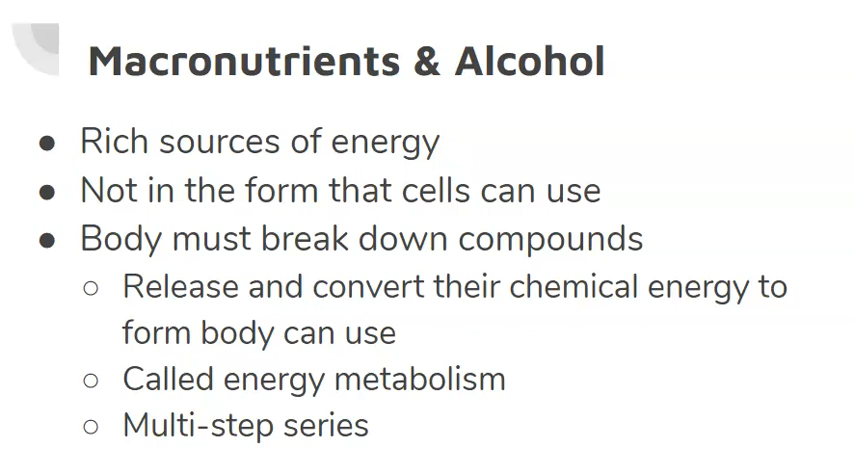 Macronutrients & Alcohol
● Rich sources of energy
● Not in the form that cells can use
● Body must break down compounds
○ Release and convert their chemical energy to
form body can use
○ Called energy metabolism
○ Multi-step series